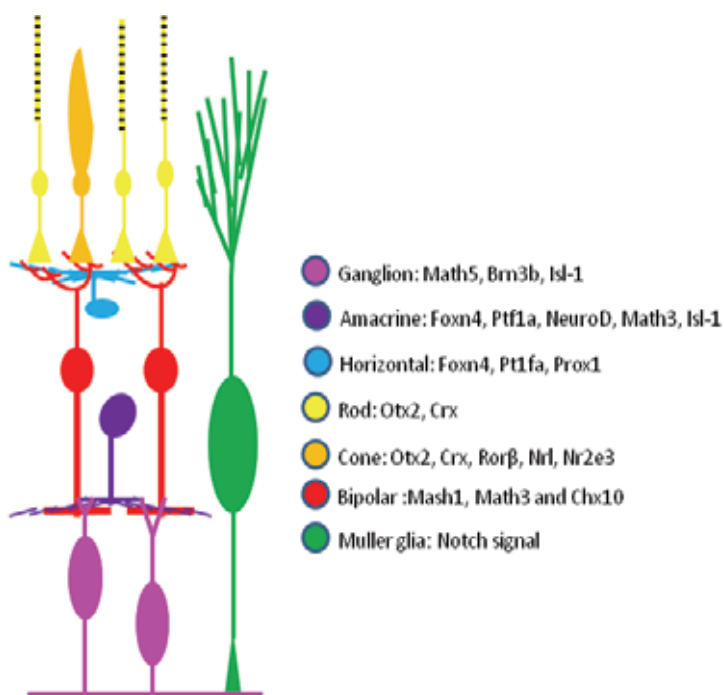 Ganglion: Math5, Brn3b, Isl-1
Amacrine: Foxn4, Ptf1a, NeuroD, Math3, Isl-1
Horizontal: Foxn4, Pt1fa, Prox1
Rod: Otx2, Crx
Cone: Otx2, Crx, Rorβ, Nrl, Nr2e3
Bipolar :Mash1, Math3 and Chx10
Muller glia: Notch signal